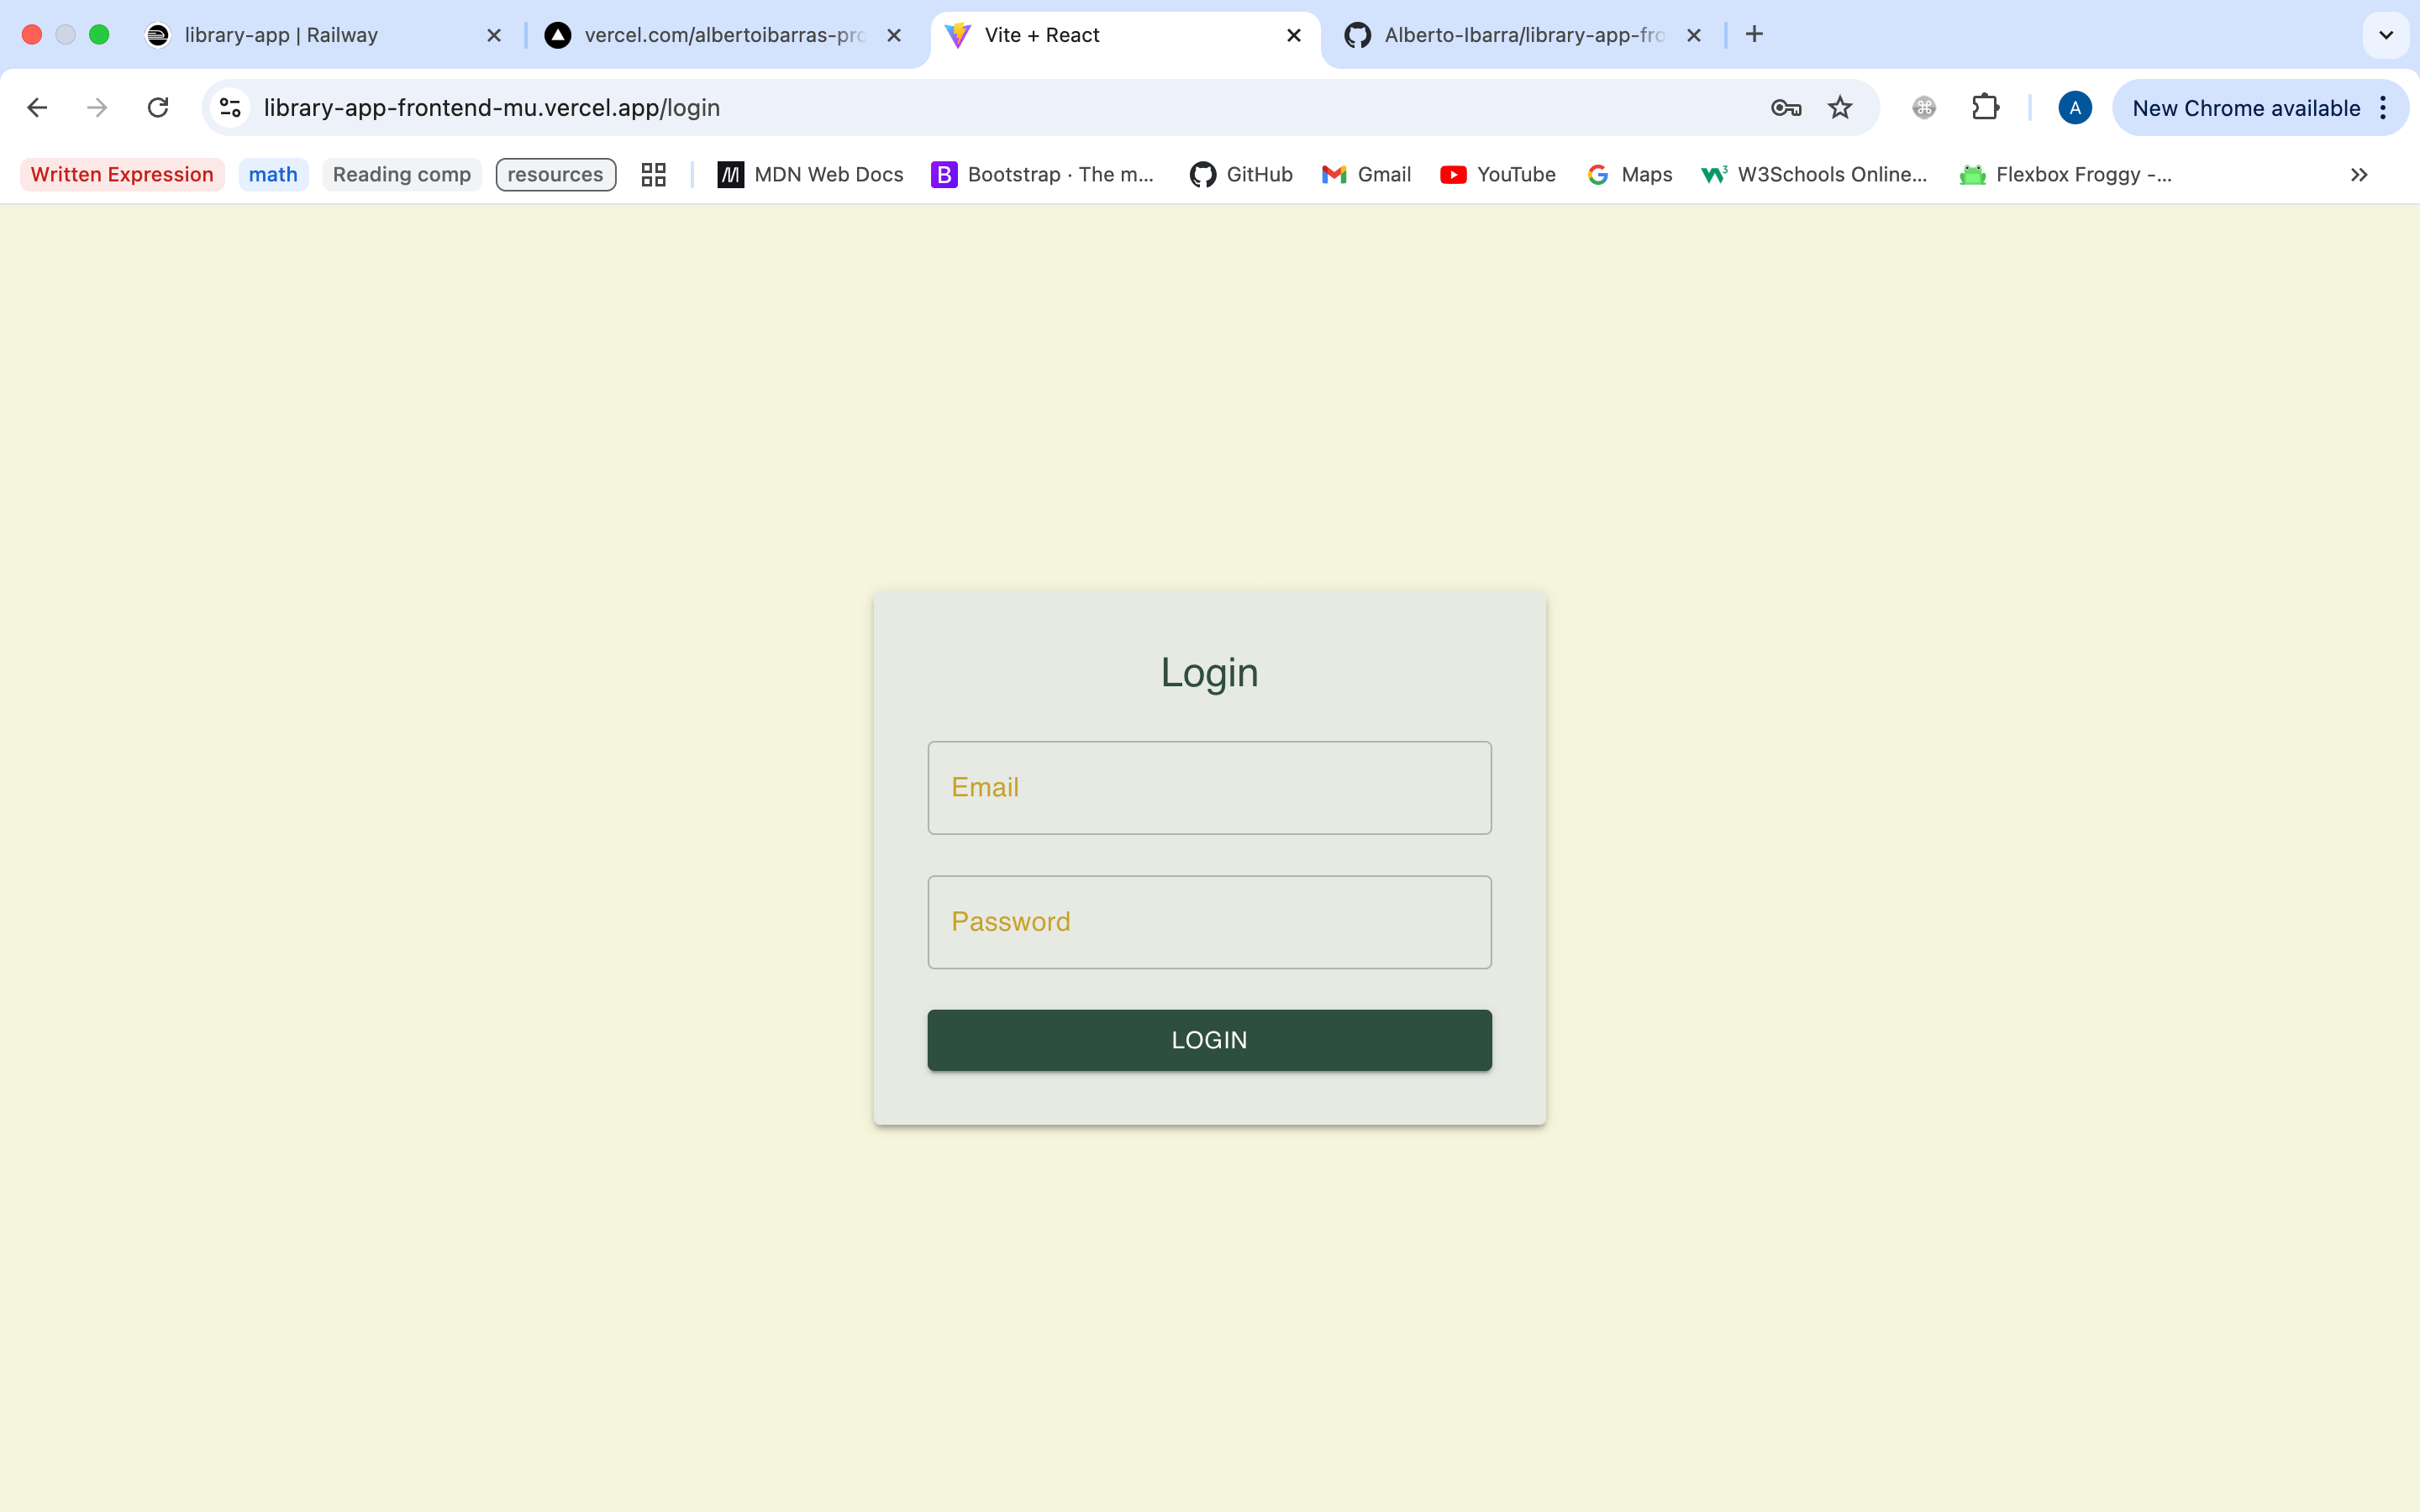 library-app | Railway
vercel.com/albertoibarras-pro
Vite + React
Alberto-Ibarra/library-app-fro
library-app-frontend-mu.vercel.app/login
A
New Chrome available
Written Expression
math
Reading comp
resources
MDN Web Docs
Bootstrap · The m...
GitHub
Gmail
YouTube
Maps
W3Schools Online...
Flexbox Froggy -...
Login
Email
Password
LOGIN